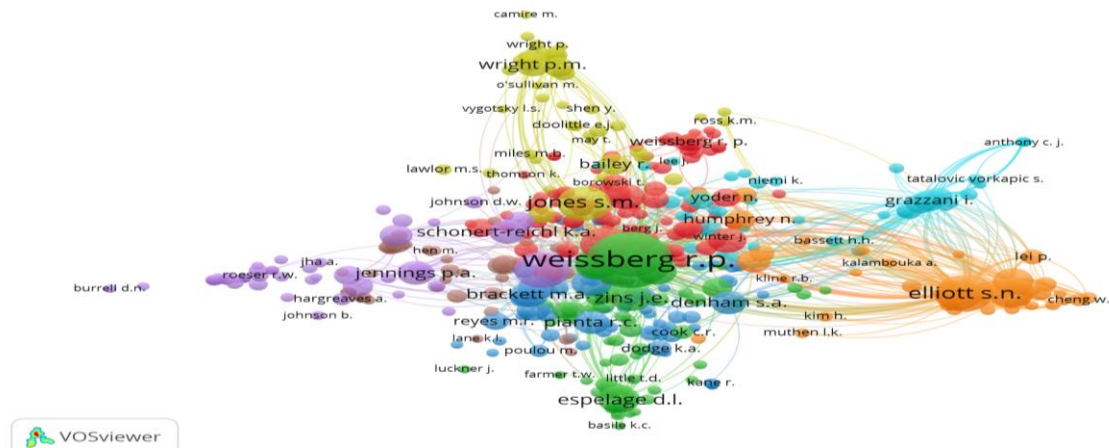 camire m.
wright p.
wright p.m.
o'sullivan m.
vygotsky l.s.
shen y.
doolittle e.j.
may t.
ross k.m.
weissberg r. p.
anthony c. j.
miles m.b.
bailey r.
lee j.
lawlor m.s.
thomson k.
borowski t.
niemi k.
tatalovic vorkapic s.
johnson d.w.
jones s.m.
yoder n.
grazzani i.
humphrey n.
schonert-reichl k.a.
berg j.
winter j.
bassett h.h.
hen m.
weissberg r.p.
kalambouka a.
lei p.
jha a.
roeser r.w.
jennings p.a.
kline r.b.
burrell d.n.
hargreaves a.
brackett m.a.
zins j.e.
denham s.a.
elliott s.n.
cheng w.
johnson b.
reyes m.r.
pianta r.c.
kim h.
muthen l.k.
lane k.l.
cook c.r.
poulou m.
dodge k.a.
luckner j.
farmer t.w.
little t.d.
kane r.
espelage d.l.
basile k.c.
VOSviewer